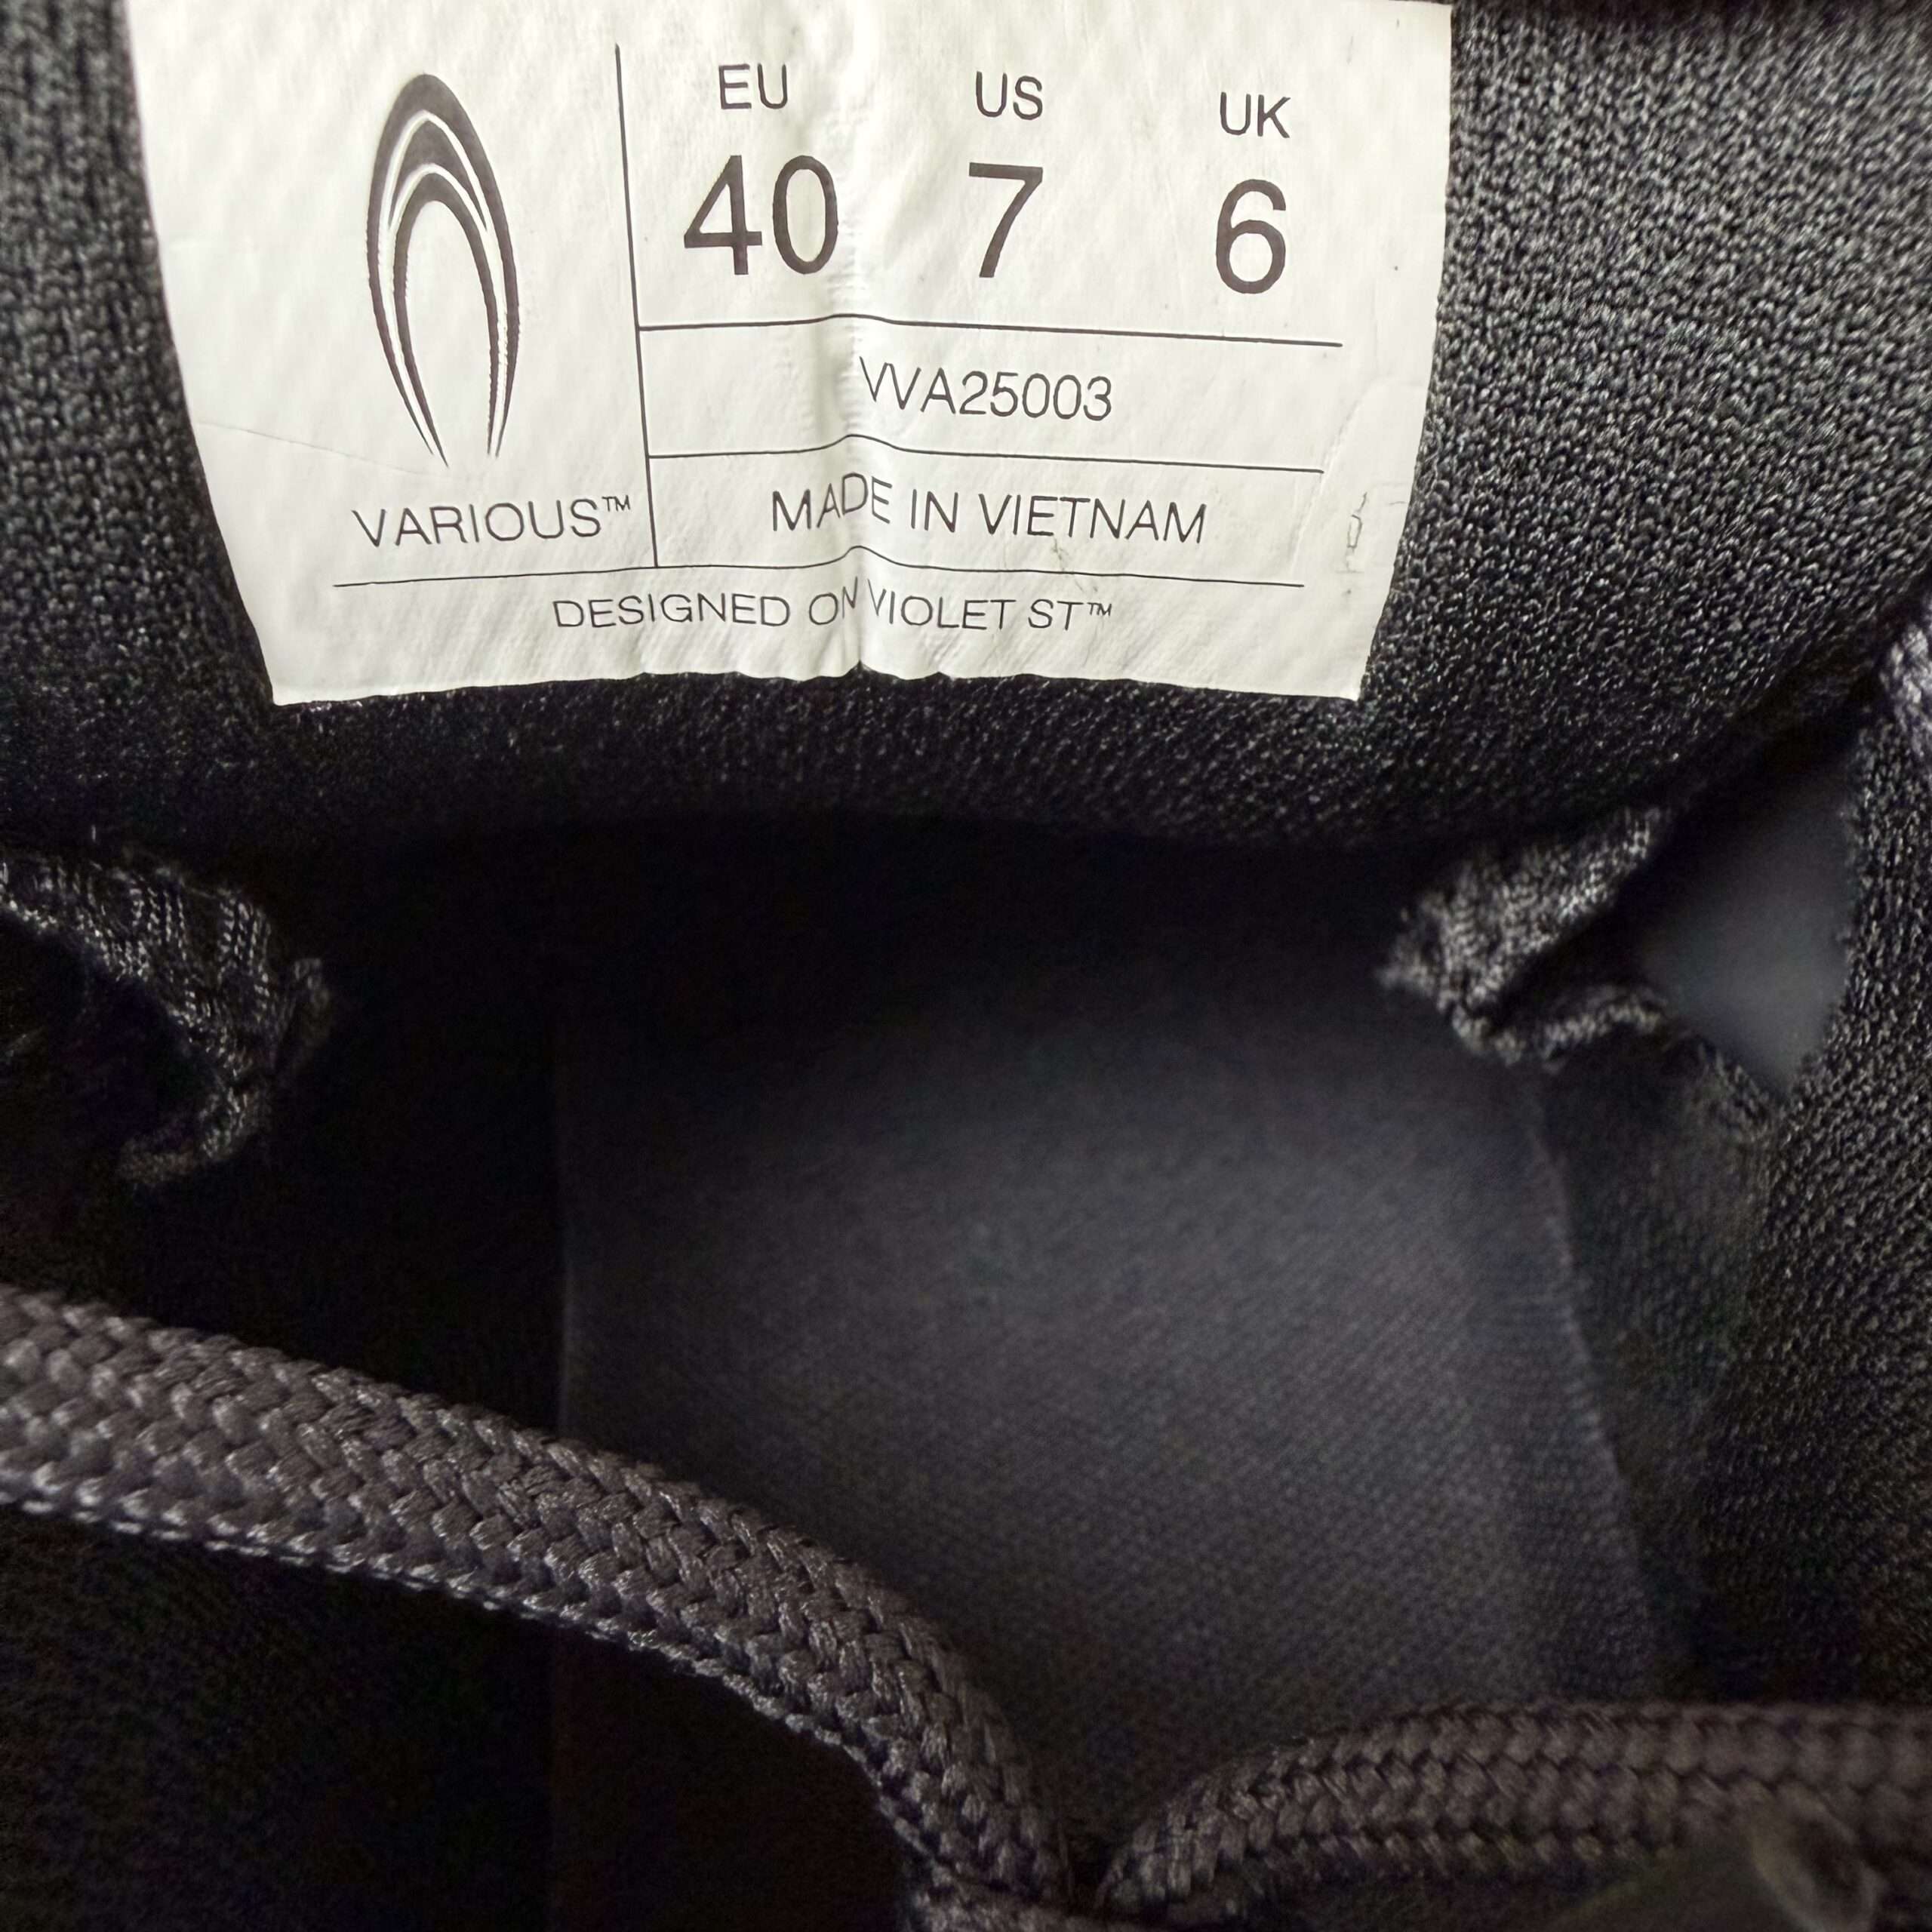 EU US UK
40 7 6
VVA25003
VARIOUS™ MADE IN VIETNAM
DESIGNED ON VIOLET ST™